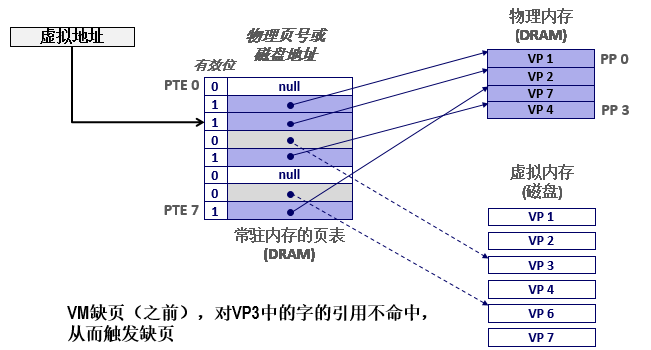 虚拟地址
物理页号或
磁盘地址
有效位
PTE 0
0
null
1
1
0
1
0
null
0
PTE 7
1
常驻内存的页表
(DRAM)
物理内存
(DRAM)
VP 1
PP 0
VP 2
VP 7
VP 4
PP 3
虚拟内存
(磁盘)
VP 1
VP 2
VP 3
VP 4
VP 6
VP 7
VM缺页（之前），对VP3中的字的引用不命中，
从而触发缺页